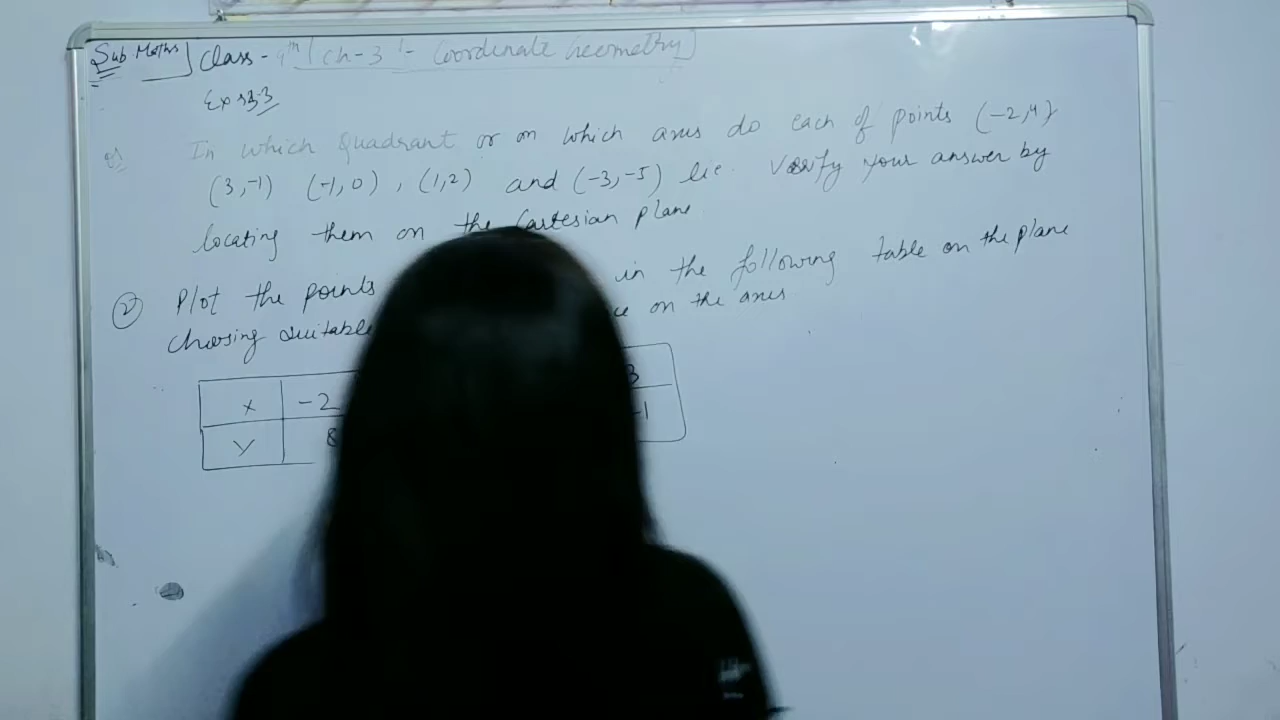 Sub Maths Class - 9th [ Ch-3 :- Coordinate Geometry ]
Ex 3.3
In which quadrant or on which axis do each of points (-2,4)
(3,-1) (-1,0), (1,2) and (-3,-5) lie. Verify your answer by
locating them on the Cartesian plane
② Plot the points in the following table on the plane
choosing suitable on the axis
x -2 3
y 8 -1